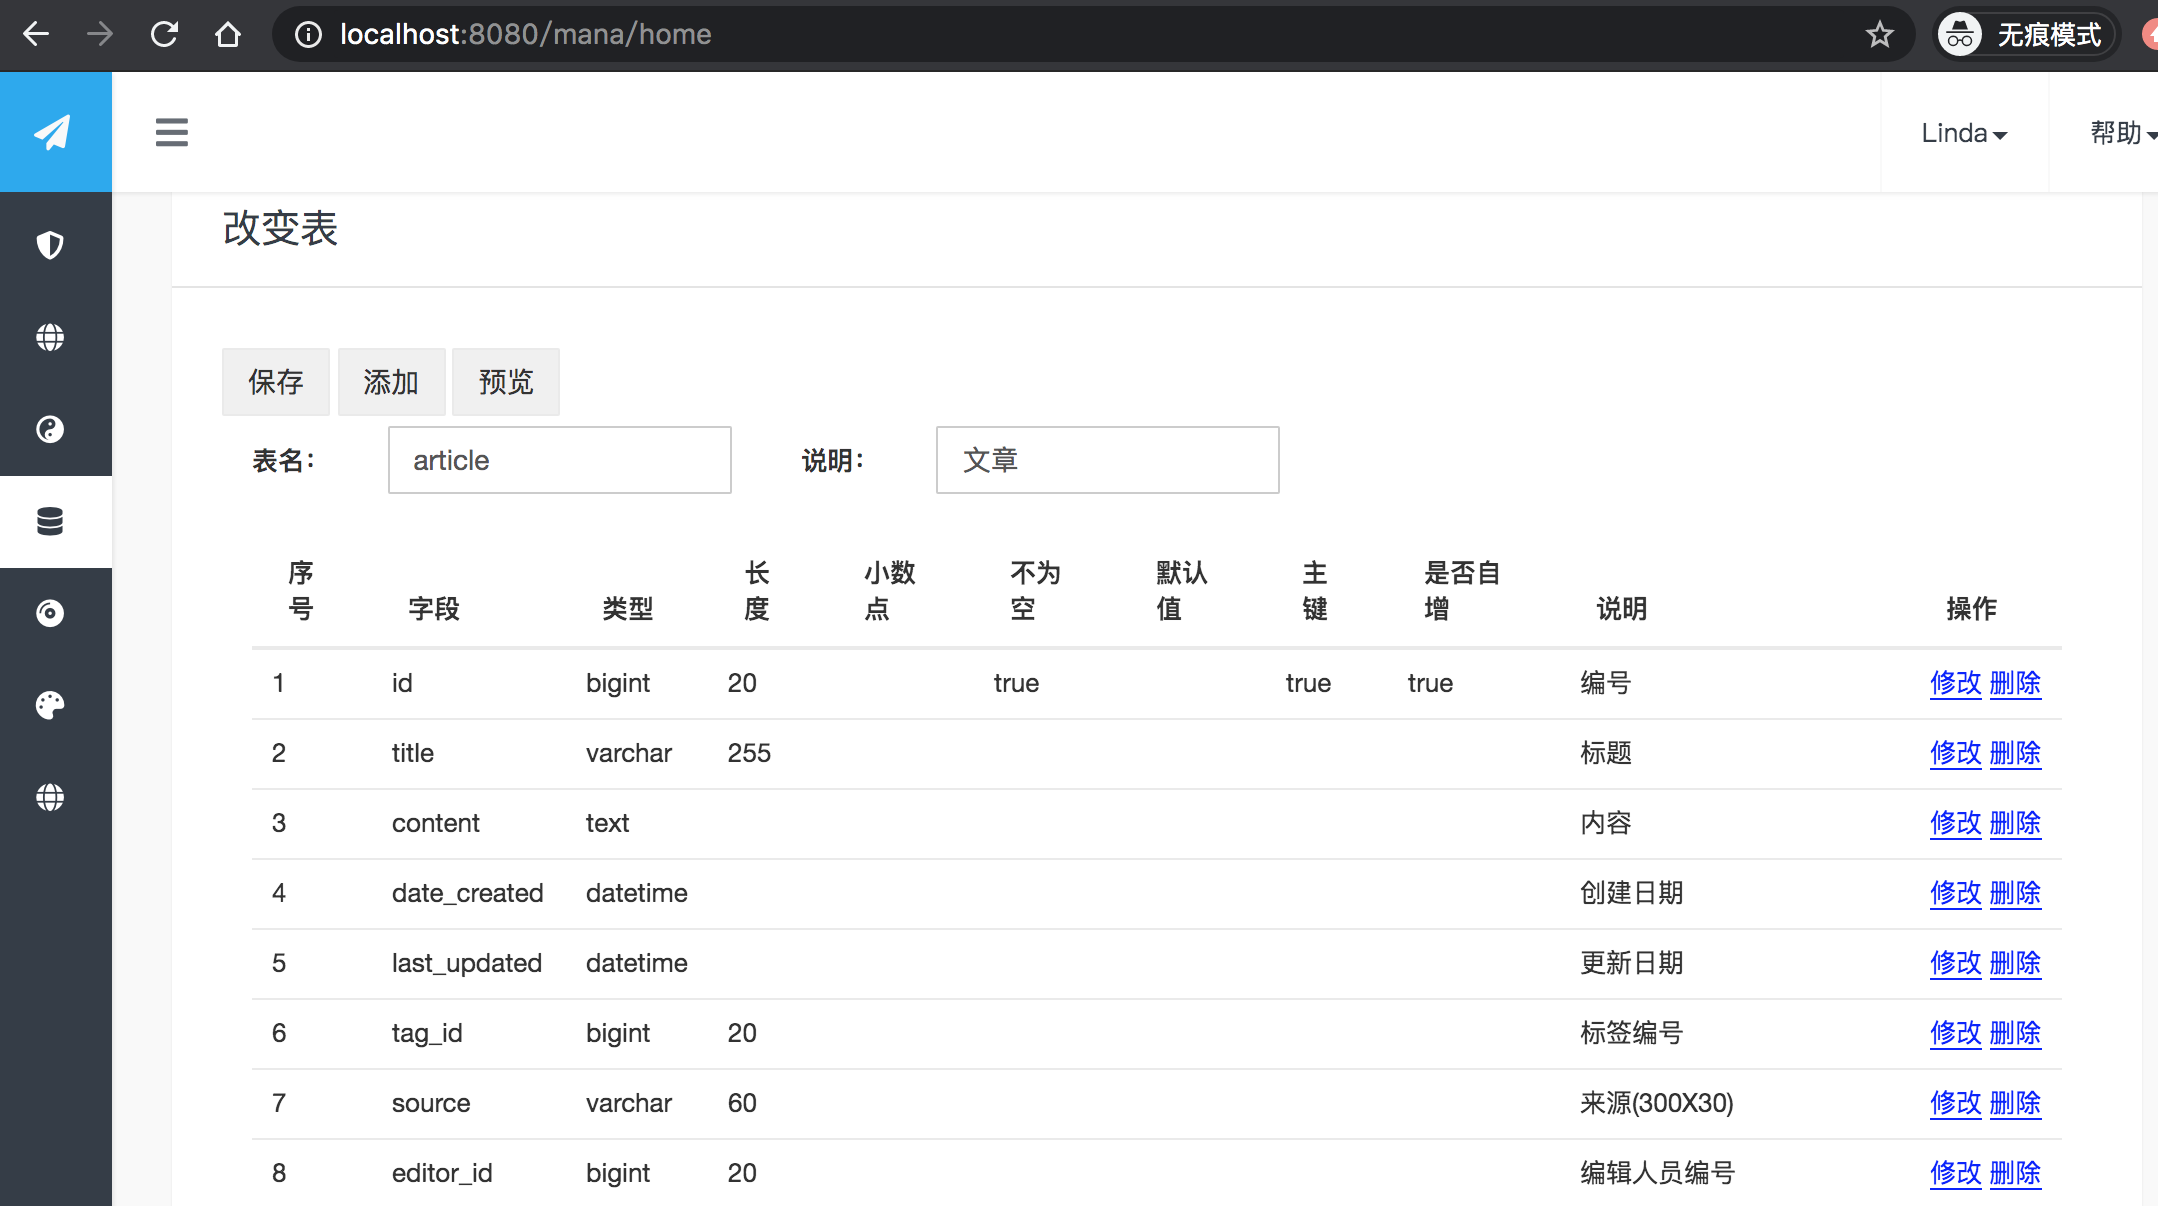 localhost:8080/mana/home
无痕模式
Linda
帮助
改变表
保存 添加 预览
表名: article 说明: 文章
序号 字段 类型 长度 小数点 不为空 默认值 主键 是否自增 说明 操作
1 id bigint 20 true true true 编号 修改 删除
2 title varchar 255 标题 修改 删除
3 content text 内容 修改 删除
4 date_created datetime 创建日期 修改 删除
5 last_updated datetime 更新日期 修改 删除
6 tag_id bigint 20 标签编号 修改 删除
7 source varchar 60 来源(300X30) 修改 删除
8 editor_id bigint 20 编辑人员编号 修改 删除